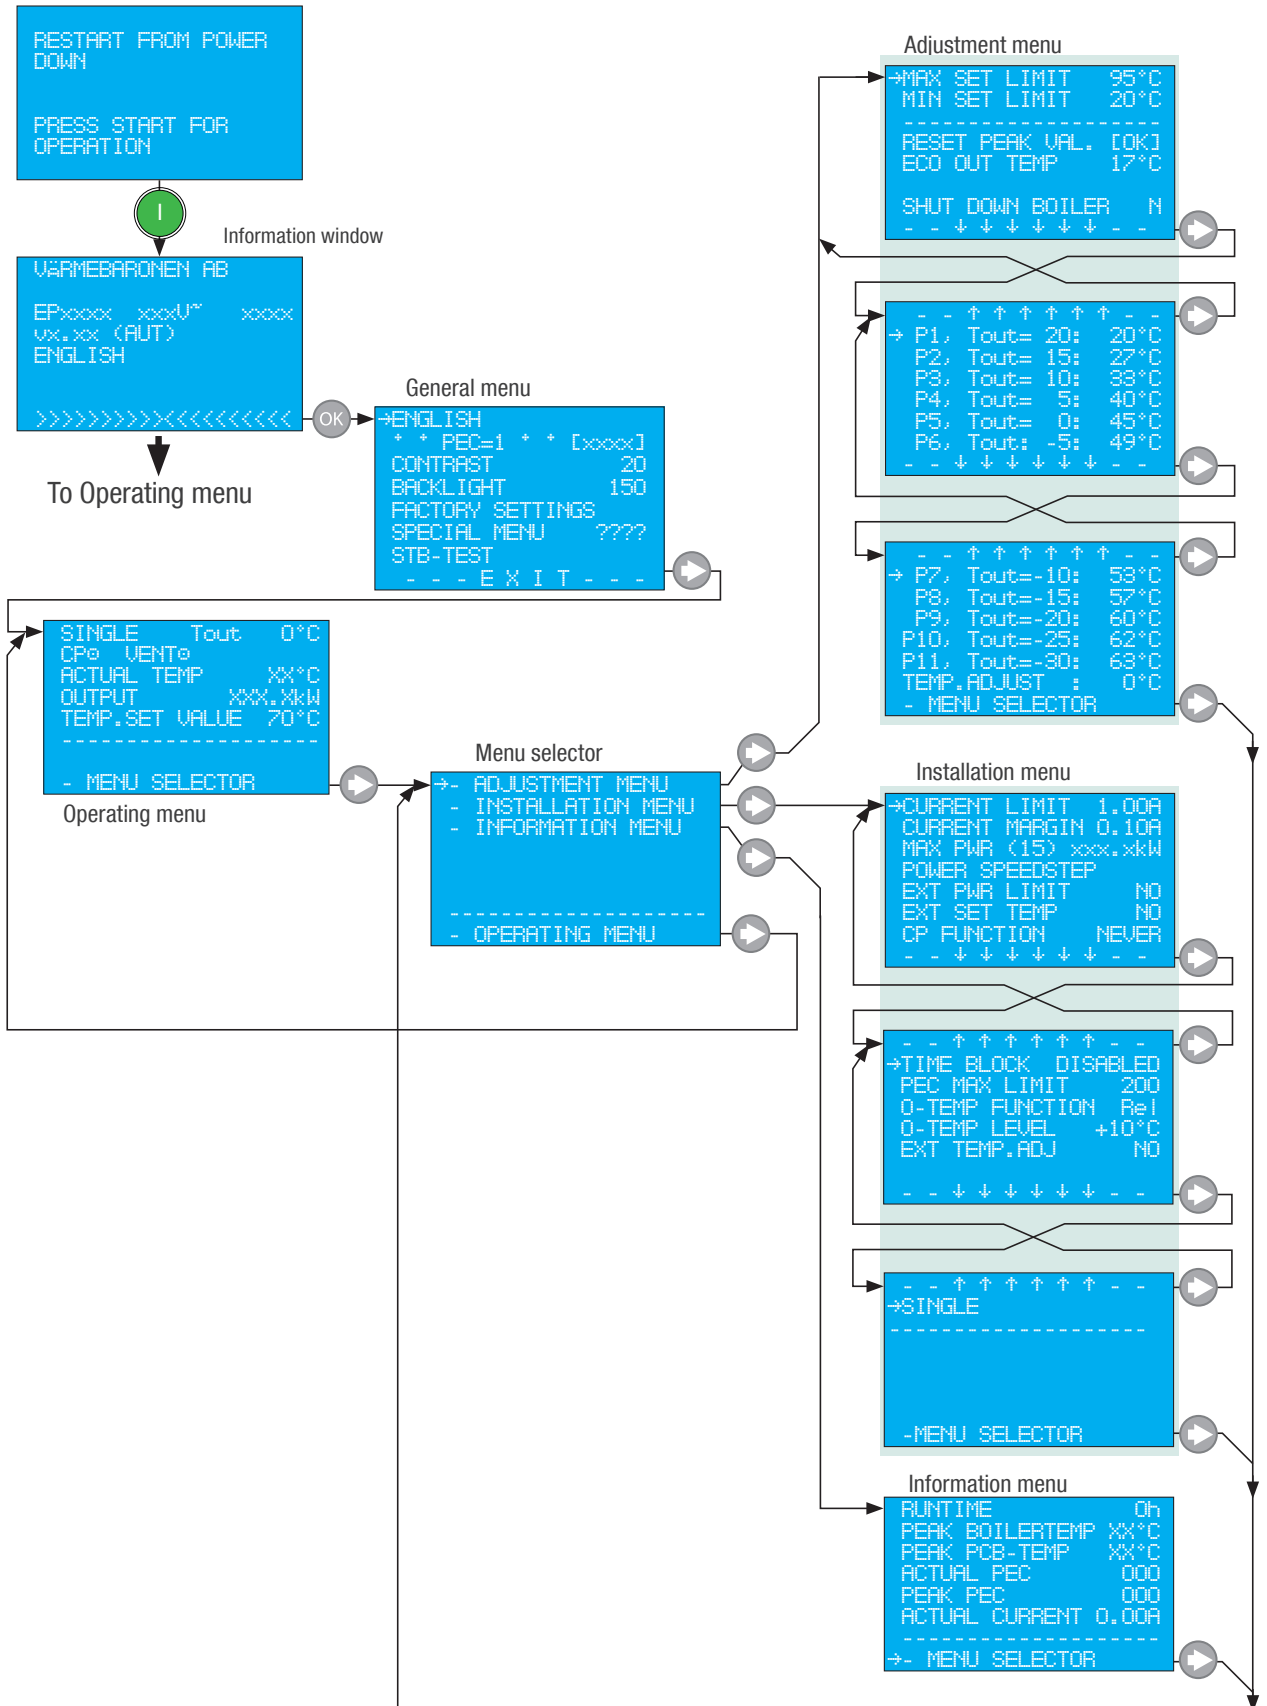 RESTART FROM POWER
DOWN
PRESS START FOR
OPERATION
I
Information window
VÄRMEBARONEN AB
EPxxxx xxxV~ xxxx
vx.xx (AUT)
ENGLISH
>>>>>>>>>><<<<<<<<<<
OK
To Operating menu
General menu
→ENGLISH
* * PEC=1 * * [xxxx]
CONTRAST 20
BACKLIGHT 150
FACTORY SETTINGS
SPECIAL MENU ????
STB-TEST
- - - E X I T - - -
SINGLE Tout 0°C
CP⊙ VENT⊙
ACTUAL TEMP XX°C
OUTPUT XXX.XkW
TEMP.SET VALUE 70°C
--------------------
- MENU SELECTOR
Operating menu
Menu selector
→- ADJUSTMENT MENU
- INSTALLATION MENU
- INFORMATION MENU
--------------------
- OPERATING MENU
Adjustment menu
→MAX SET LIMIT 95°C
MIN SET LIMIT 20°C
--------------------
RESET PEAK VAL. [OK]
ECO OUT TEMP 17°C
SHUT DOWN BOILER N
- - ↓ ↓ ↓ ↓ ↓ ↓ - -
- - ↑ ↑ ↑ ↑ ↑ ↑ - -
→ P1, Tout= 20: 20°C
P2, Tout= 15: 27°C
P3, Tout= 10: 33°C
P4, Tout= 5: 40°C
P5, Tout= 0: 45°C
P6, Tout: -5: 49°C
- - ↓ ↓ ↓ ↓ ↓ ↓ - -
- - ↑ ↑ ↑ ↑ ↑ ↑ - -
→ P7, Tout=-10: 53°C
P8, Tout=-15: 57°C
P9, Tout=-20: 60°C
P10, Tout=-25: 62°C
P11, Tout=-30: 63°C
TEMP.ADJUST : 0°C
- MENU SELECTOR
Installation menu
→CURRENT LIMIT 1.00A
CURRENT MARGIN 0.10A
MAX PWR (15) xxx.xkW
POWER SPEEDSTEP
EXT PWR LIMIT NO
EXT SET TEMP NO
CP FUNCTION NEVER
- - ↓ ↓ ↓ ↓ ↓ ↓ - -
- - ↑ ↑ ↑ ↑ ↑ ↑ - -
→TIME BLOCK DISABLED
PEC MAX LIMIT 200
O-TEMP FUNCTION Rel
O-TEMP LEVEL +10°C
EXT TEMP.ADJ NO
- - ↓ ↓ ↓ ↓ ↓ ↓ - -
- - ↑ ↑ ↑ ↑ ↑ ↑ - -
→SINGLE
--------------------
-MENU SELECTOR
Information menu
RUNTIME 0h
PEAK BOILERTEMP XX°C
PEAK PCB-TEMP XX°C
ACTUAL PEC 000
PEAK PEC 000
ACTUAL CURRENT 0.00A
--------------------
→- MENU SELECTOR